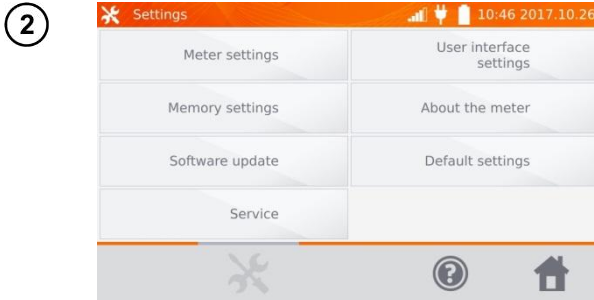 2
Settings
10:46 2017.10.26
Meter settings
User interface
settings
Memory settings
About the meter
Software update
Default settings
Service
?